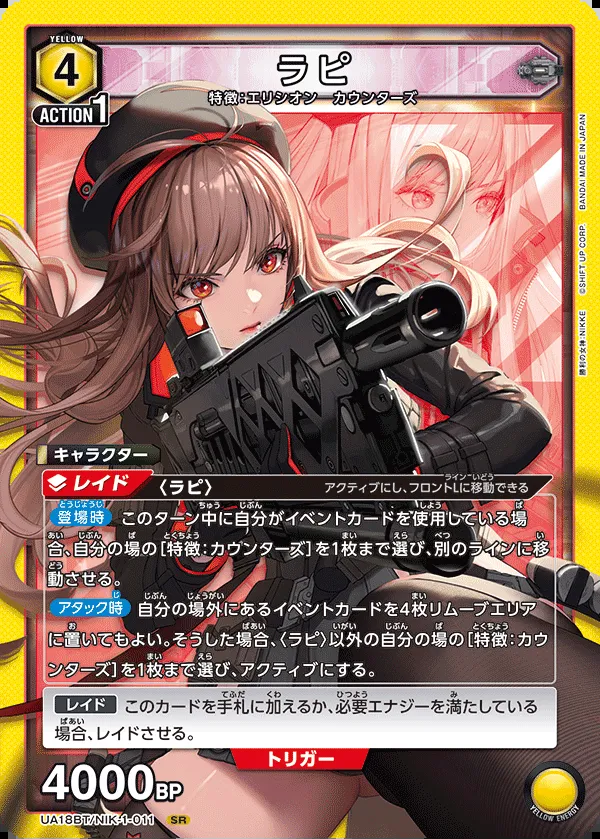 YELLOW
4
ACTION 1
ラピ
特徴:エリシオン カウンターズ
勝利の女神:NIKKE ©SHIFT UP CORP. BANDAI MADE IN JAPAN
キャラクター
レイド 〈ラピ〉 アクティブにし、フロントLに移動できる
登場時 このターン中に自分がイベントカードを使用している場
合、自分の場の[特徴:カウンターズ]を1枚まで選び、別のラインに移
動させる。
アタック時 自分の場外にあるイベントカードを4枚リムーブエリア
に置いてもよい。そうした場合、〈ラピ〉以外の自分の場の[特徴:カウ
ンターズ]を1枚まで選び、アクティブにする。
レイド このカードを手札に加えるか、必要エナジーを満たしている
場合、レイドさせる。
トリガー
4000BP
UA18BT/NIK-1-011 SR
YELLOW ENERGY